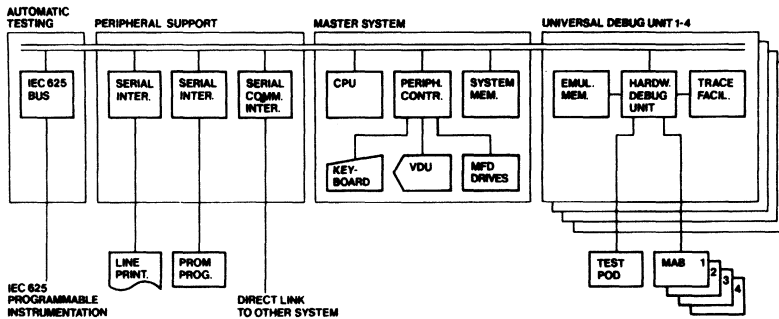 AUTOMATIC
TESTING
PERIPHERAL SUPPORT
MASTER SYSTEM
UNIVERSAL DEBUG UNIT 1-4
IEC 625
BUS
SERIAL
INTER.
SERIAL
INTER.
SERIAL
COMM.
INTER.
CPU
PERIPH.
CONTR.
SYSTEM
MEM.
EMUL.
MEM.
HARDW.
DEBUG
UNIT
TRACE
FACIL.
KEY-
BOARD
VDU
MFD
DRIVES
LINE
PRINT.
PROM
PROG.
TEST
POD
MAB 1
2
3
4
IEC 625
PROGRAMMABLE
INSTRUMENTATION
DIRECT LINK
TO OTHER SYSTEM